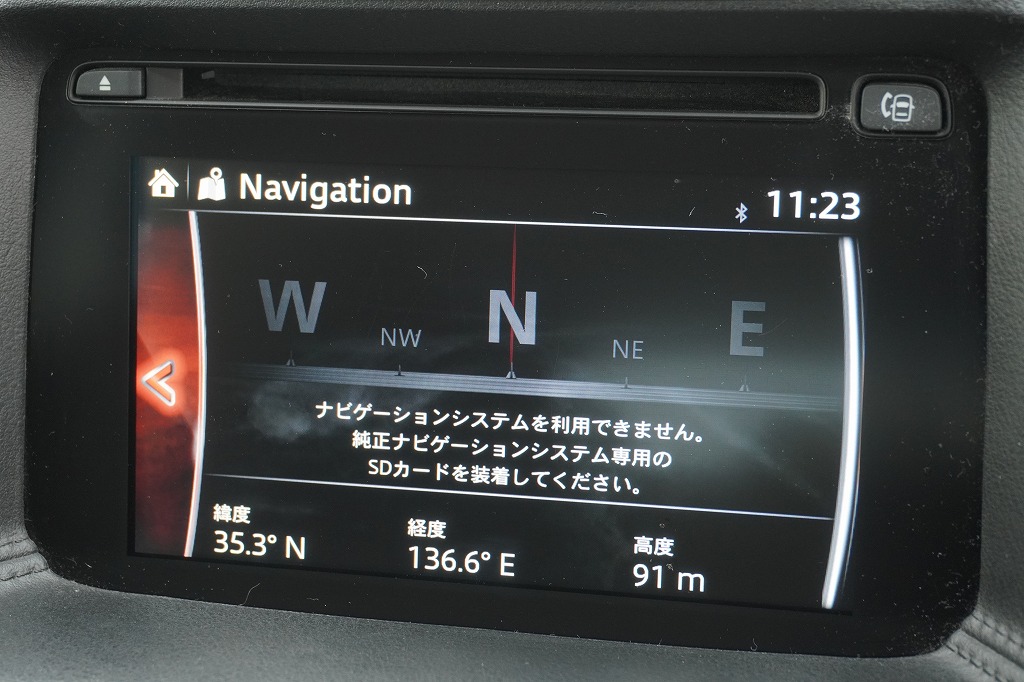 Navigation
11:23
W NW N NE E
ナビゲーションシステムを利用できません。
純正ナビゲーションシステム専用の
SDカードを装着してください。
緯度 経度 高度
35.3° N 136.6° E 91 m